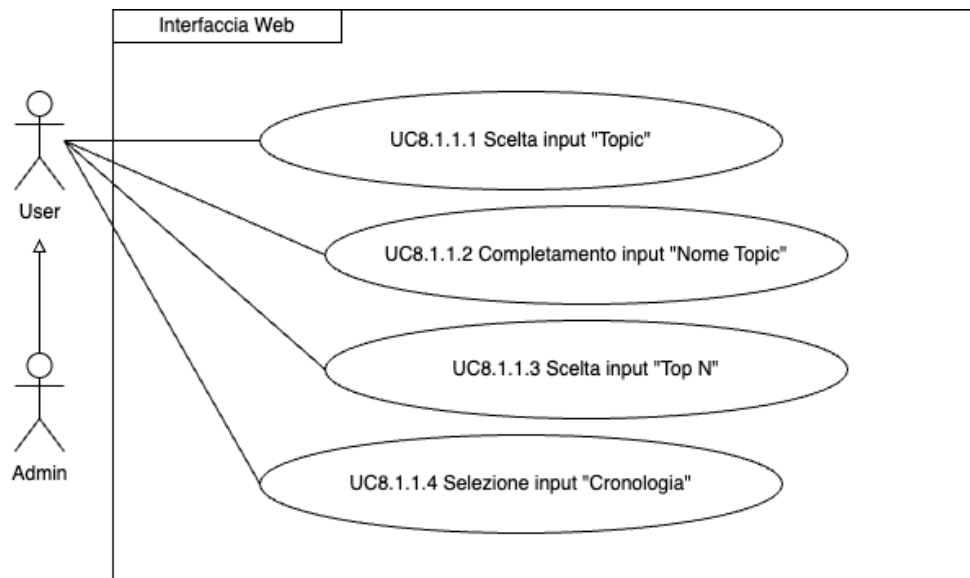 Interfaccia Web
UC8.1.1.1 Scelta input "Topic"
User
UC8.1.1.2 Completamento input "Nome Topic"
UC8.1.1.3 Scelta input "Top N"
Admin
UC8.1.1.4 Selezione input "Cronologia"